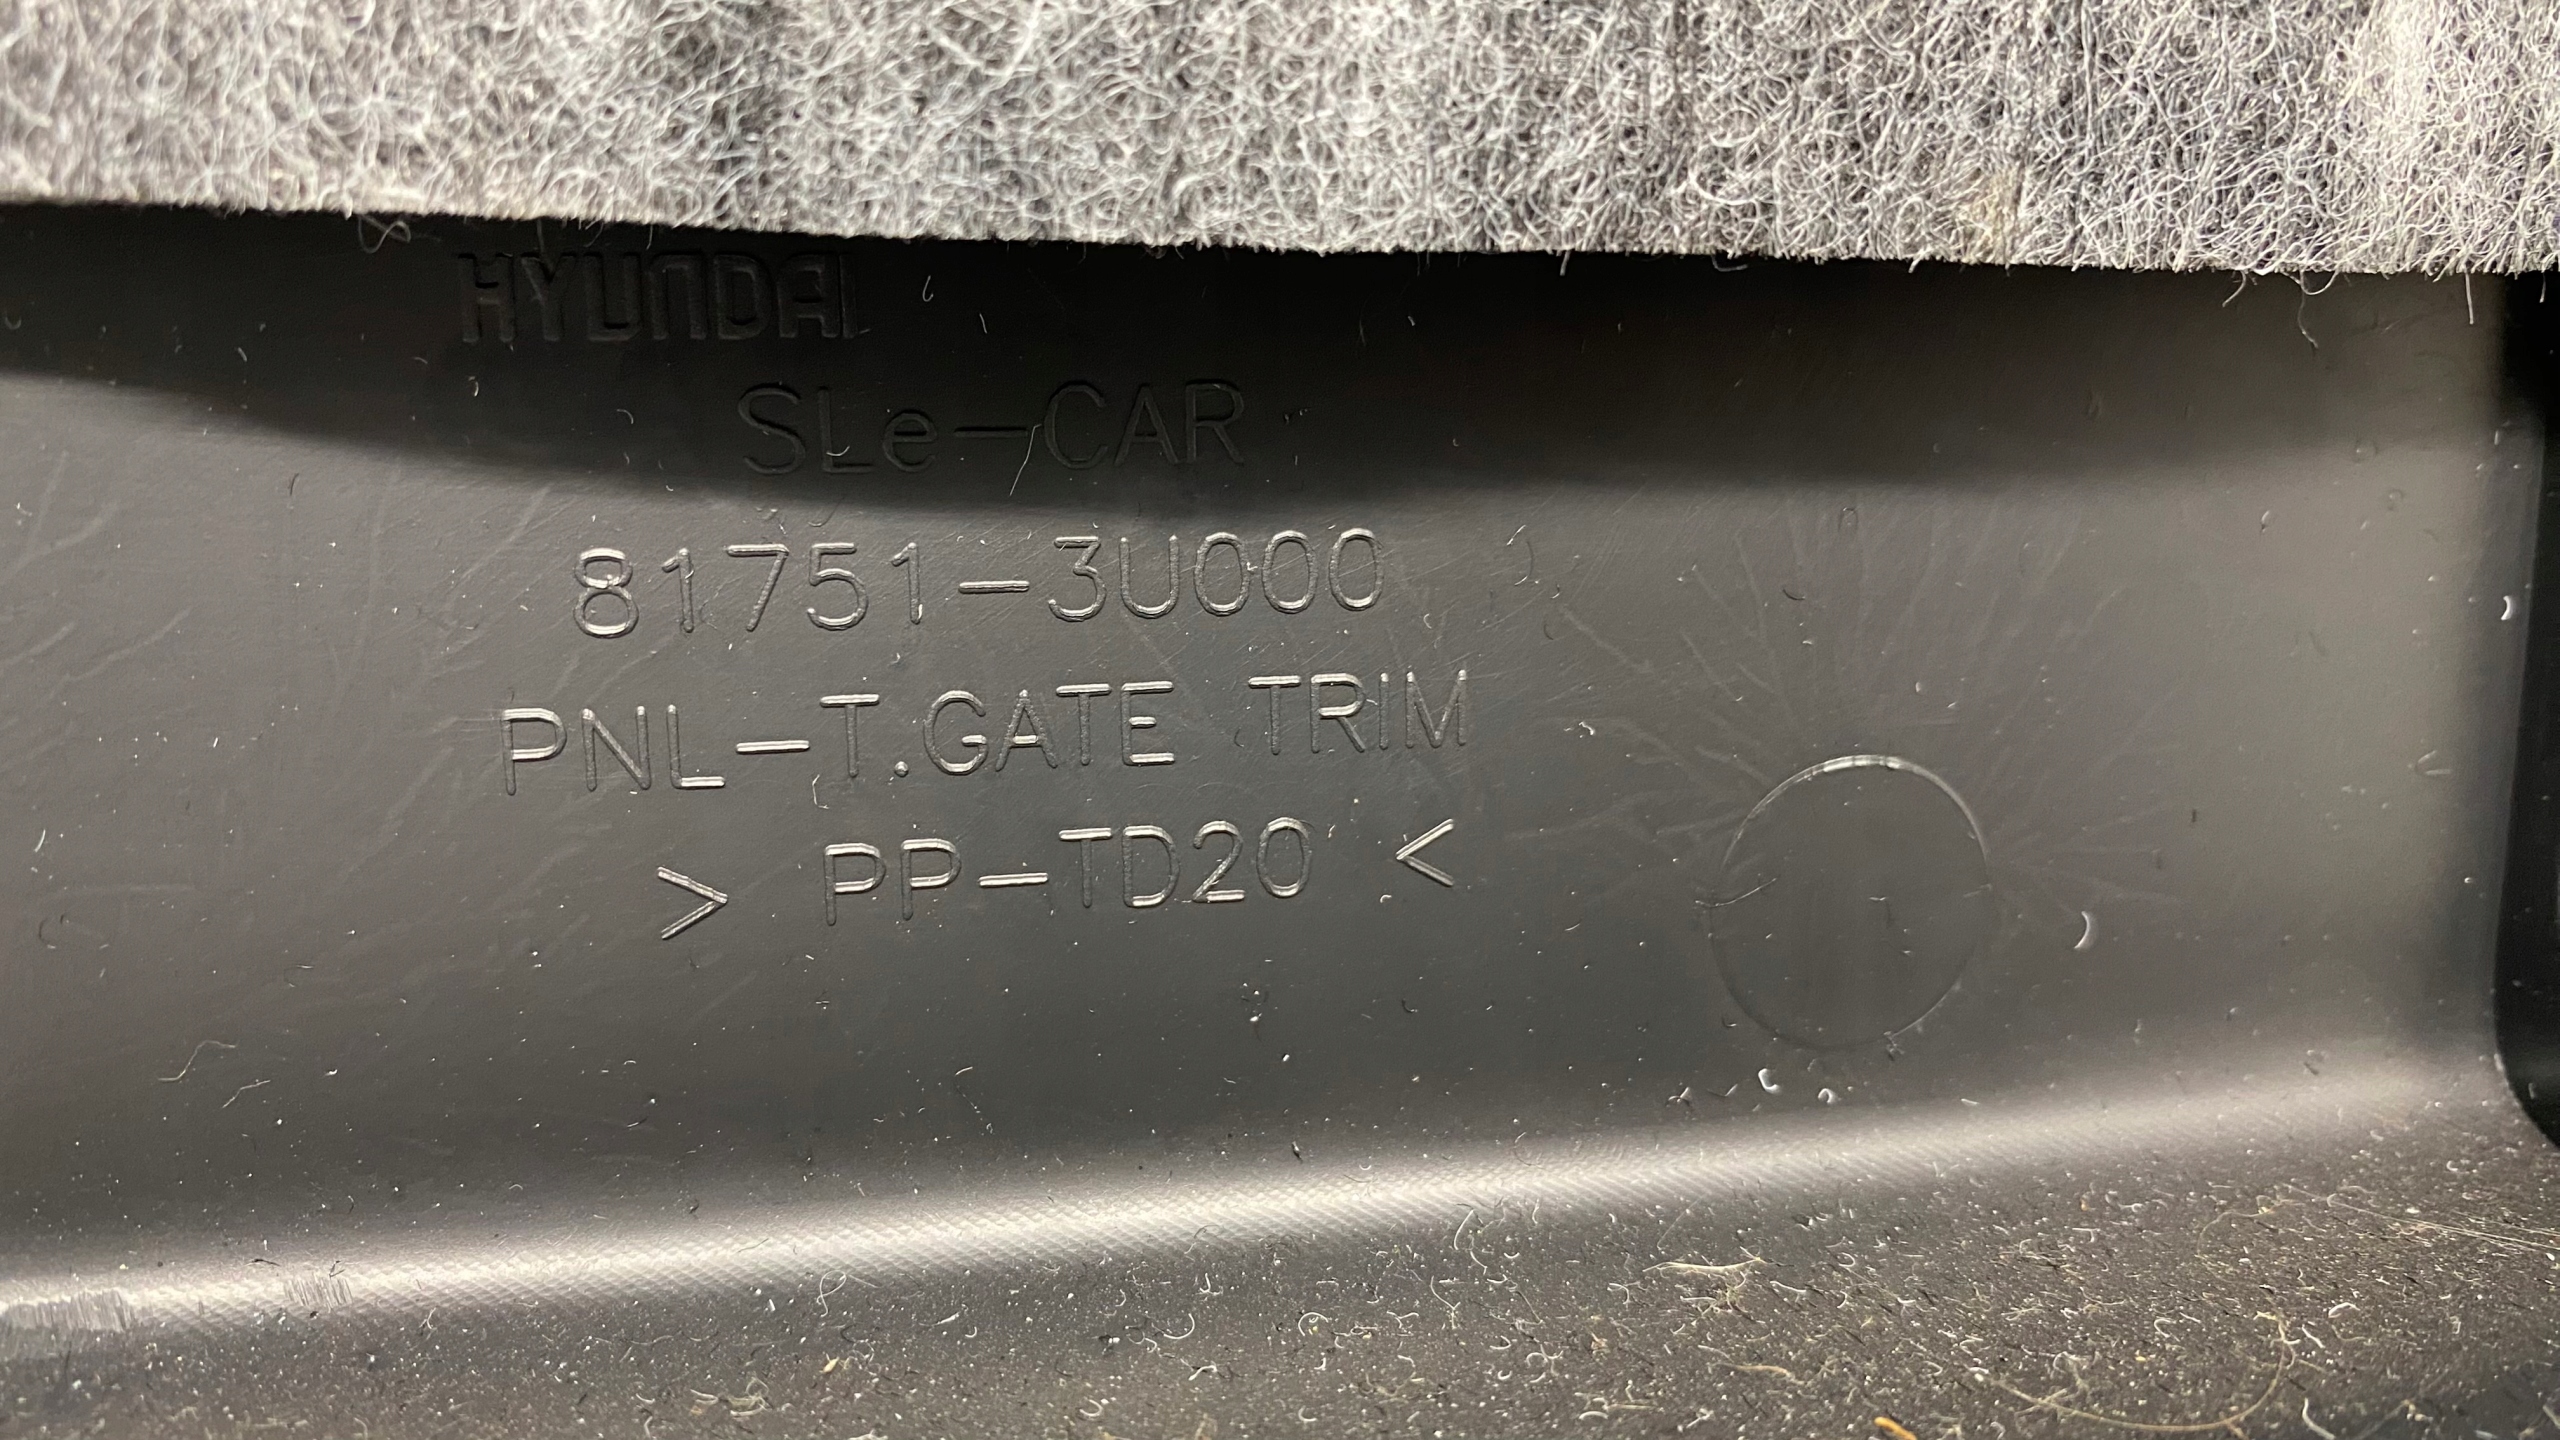 HYUNDAI
SLe-CAR
81751-3U000
PNL-T.GATE TRIM
> PP-TD20 <